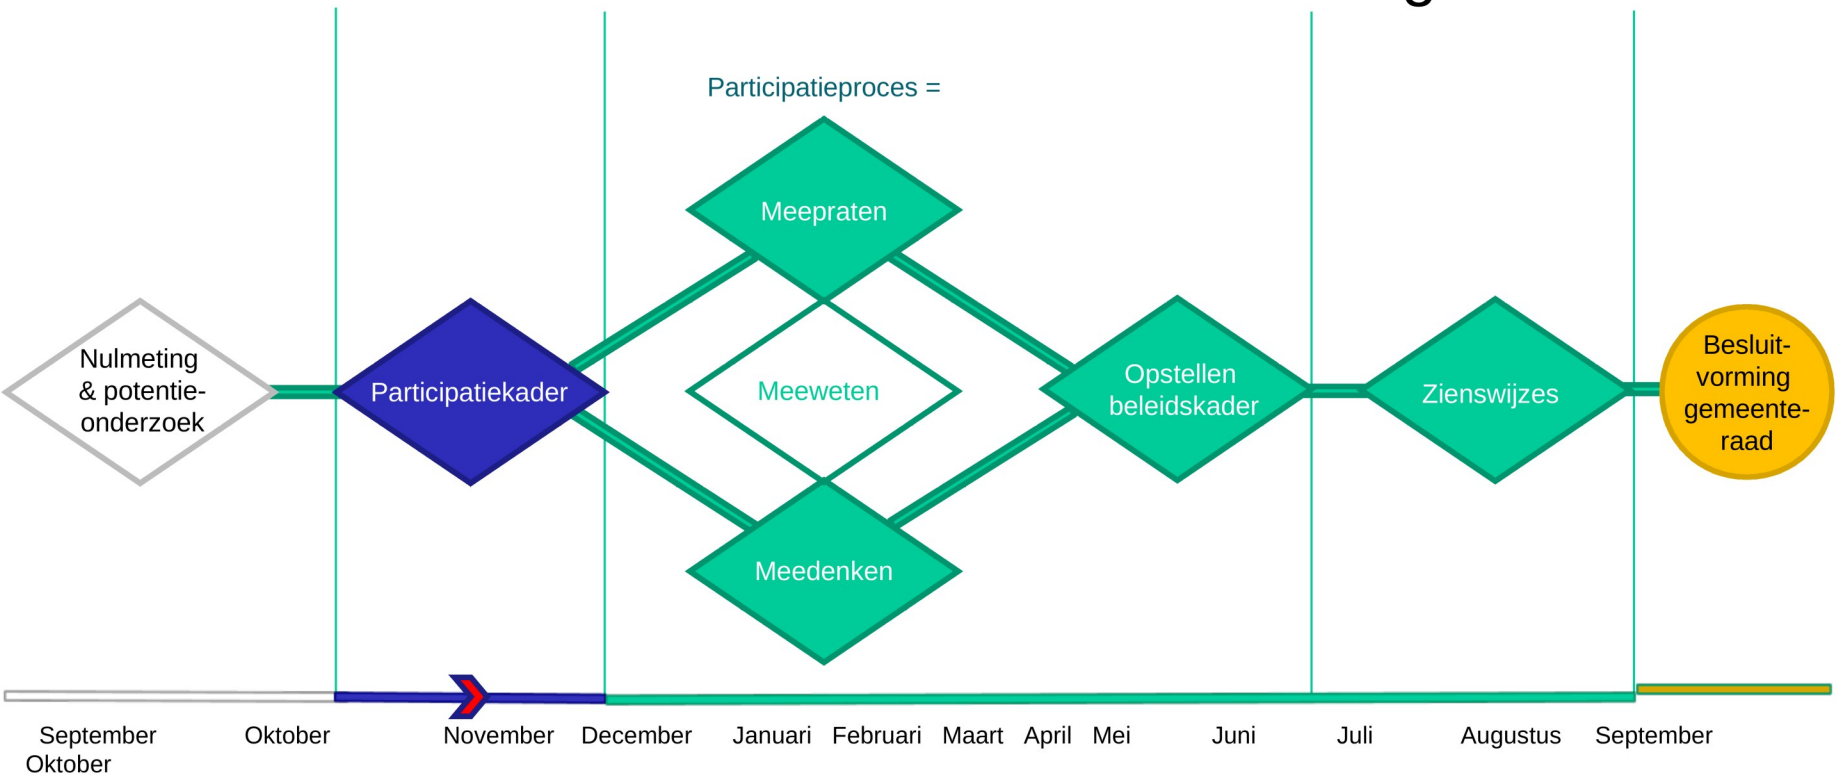 Participatieproces =
Meepraten
Nulmeting
& potentie-
onderzoek
Participatiekader
Meeweten
Opstellen
beleidskader
Zienswijzes
Besluit-
vorming
gemeente-
raad
Meedenken
September Oktober November December Januari Februari Maart April Mei Juni Juli Augustus September
Oktober